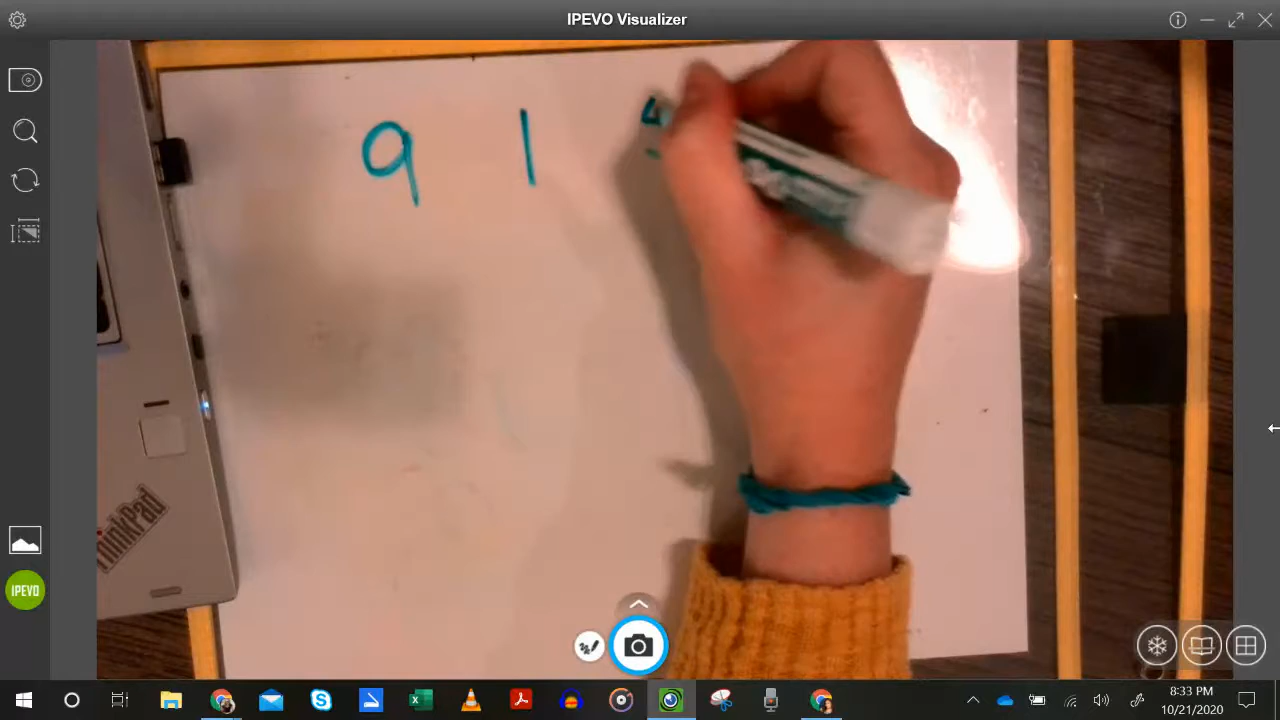 IPEVO Visualizer
9 1
ThinkPad
IPEVO
8:33 PM
10/21/2020